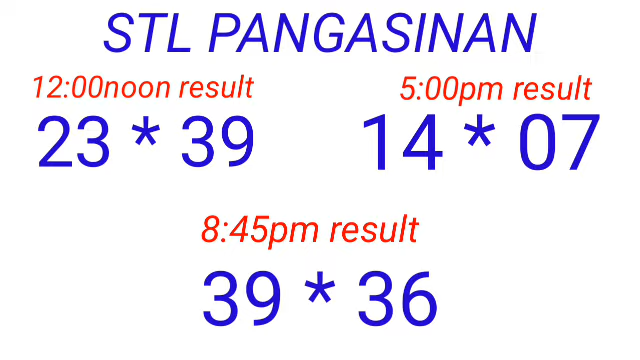 STL PANGASINAN
12:00noon result
23 * 39
5:00pm result
14 * 07
8:45pm result
39 * 36